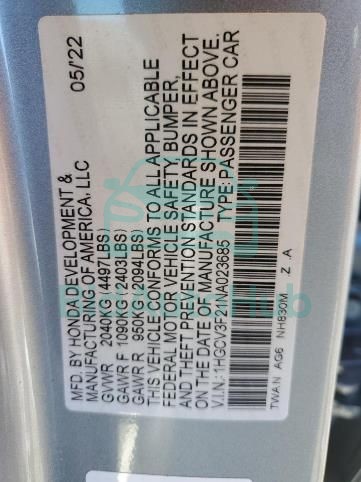 MFD. BY HONDA DEVELOPMENT & 05/22
MANUFACTURING OF AMERICA, LLC
GVWR 2040KG (4497LBS)
GAWR F 1090KG (2403LBS)
GAWR R 950KG (2094LBS)
THIS VEHICLE CONFORMS TO ALL APPLICABLE
FEDERAL MOTOR VEHICLE SAFETY, BUMPER,
AND THEFT PREVENTION STANDARDS IN EFFECT
ON THE DATE OF MANUFACTURE SHOWN ABOVE.
V.I.N.: 1HGCV3F21NA023685 TYPE: PASSENGER CAR
TWA N AG6 NH830M Z .A